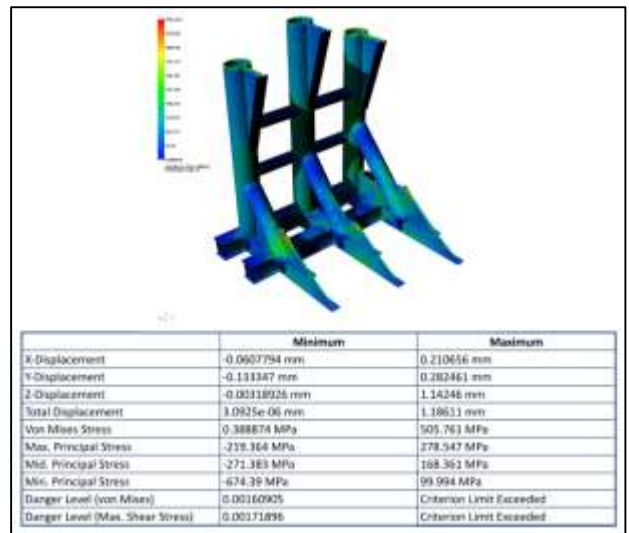 Minimum Maximum
X-Displacement -0.0607794 mm 0.210656 mm
Y-Displacement -0.133347 mm 0.282461 mm
Z-Displacement -0.00318926 mm 1.14246 mm
Total Displacement 3.0925e-06 mm 1.18611 mm
Von Mises Stress 0.388874 MPa 505.763 MPa
Max. Principal Stress -219.364 MPa 278.547 MPa
Mid. Principal Stress -271.383 MPa 168.361 MPa
Min. Principal Stress -674.39 MPa 99.994 MPa
Danger Level (von Mises) 0.00160905 Criterion Limit Exceeded
Danger Level (Max. Shear Stress) 0.00171896 Criterion Limit Exceeded